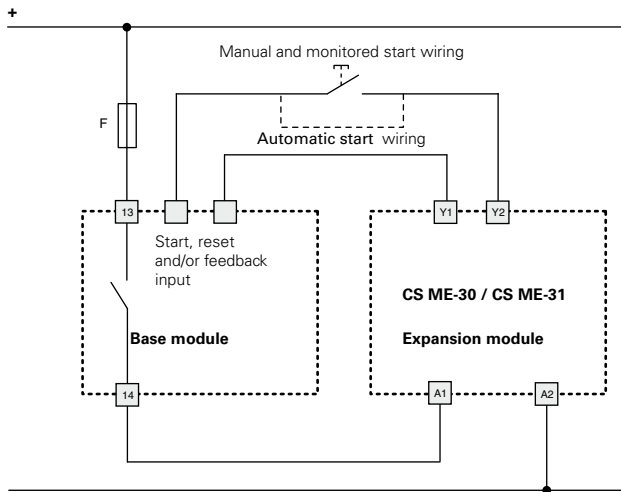 +
Manual and monitored start wiring
F
Automatic start wiring
13
Y1
Y2
Start, reset
and/or feedback
input
CS ME-30 / CS ME-31
Base module
Expansion module
14
A1
A2